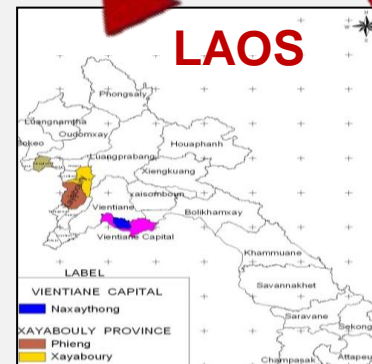 LAOS
Phongsaly
Luangnamtha
Oudomxay
Bokeo
Houaphanh
Luangprabang
Xiengkuang
xaisomboun
Vientiane
Bolikhamxay
Vientiane Capital
Khammuane
Savannakhet
Saravane
Sekong
Champasak
Attapeu
LABEL
VIENTIANE CAPITAL
Naxaythong
XAYABOULY PROVINCE
Phieng
Xayaboury